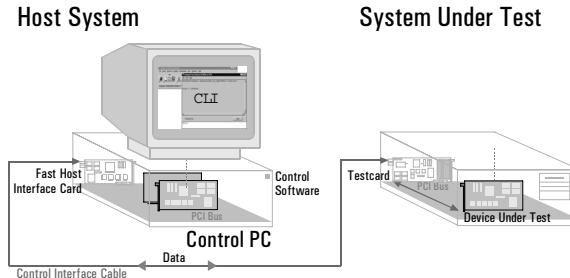 Host System
System Under Test
CLI
Fast Host
Interface Card
Control
Software
PCI Bus
Control PC
Data
Control Interface Cable
Testcard
PCI Bus
Device Under Test